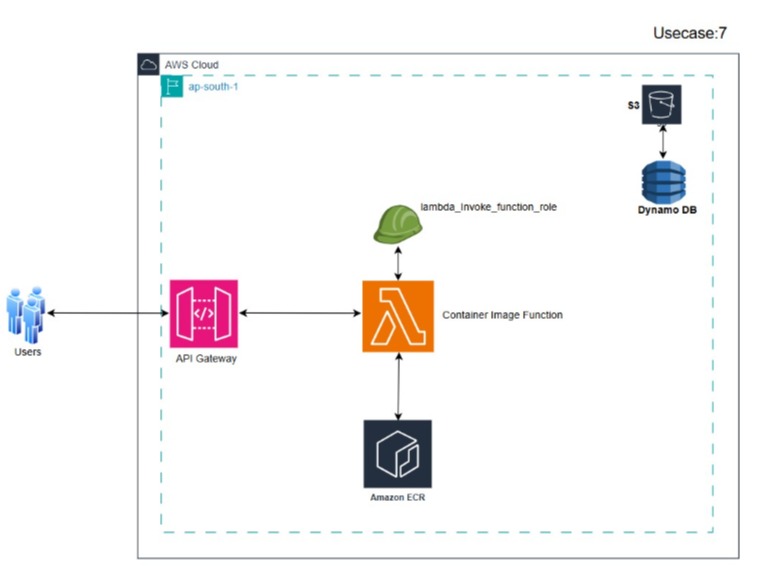 Usecase:7
AWS Cloud
ap-south-1
S3
Dynamo DB
lambda_invoke_function_role
Container Image Function
Users
API Gateway
Amazon ECR